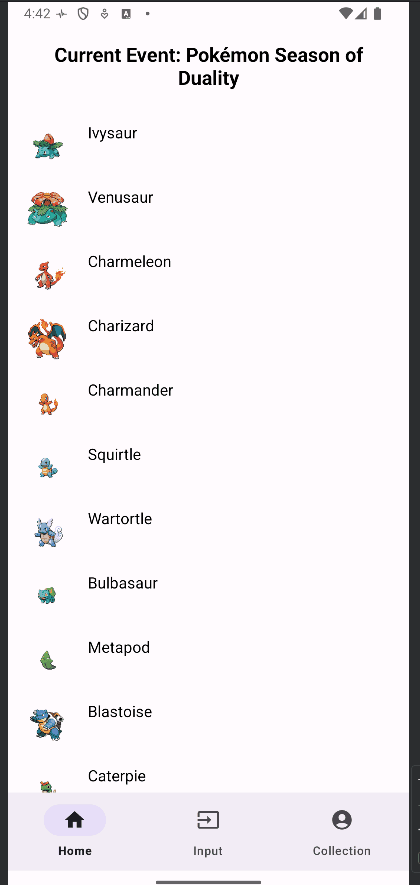 4:42
Current Event: Pokémon Season of
Duality
Ivysaur
Venusaur
Charmeleon
Charizard
Charmander
Squirtle
Wartortle
Bulbasaur
Metapod
Blastoise
Caterpie
Home
Input
Collection